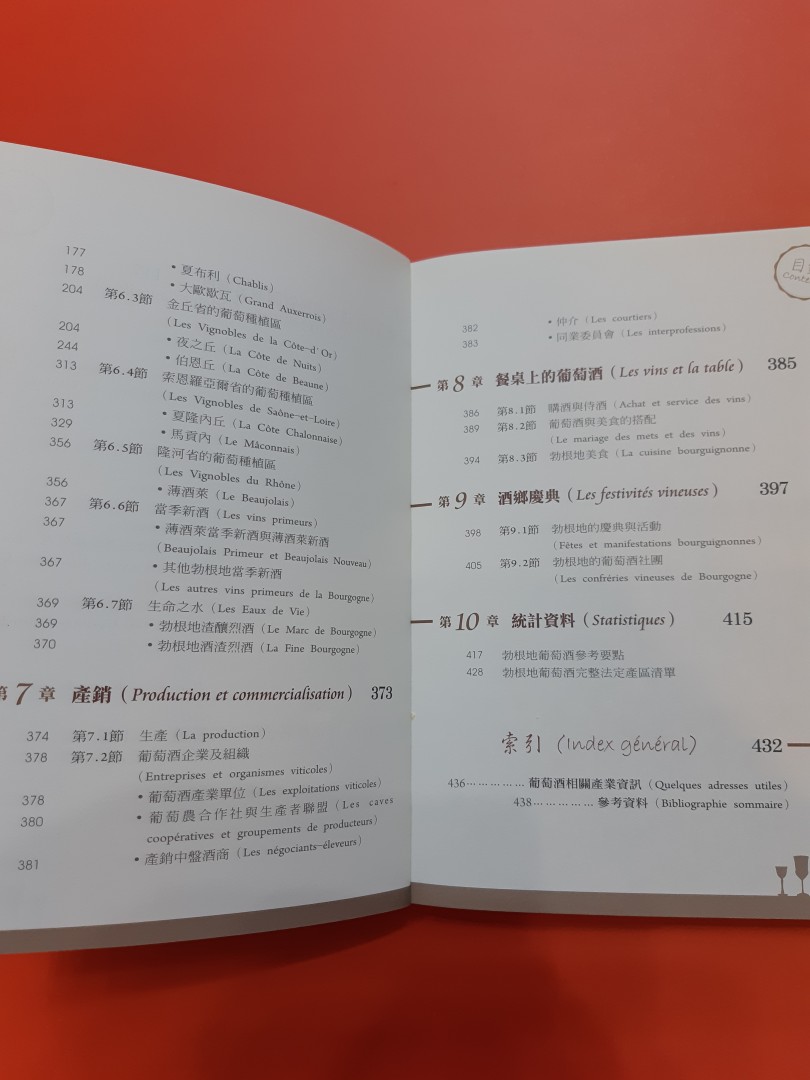 177 • 夏布利（Chablis）
178 • 大歐歇瓦（Grand Auxerrois）
204 第6.3節 金丘省的葡萄種植區
（Les Vignobles de la Côte-d'Or）
204 • 夜之丘（La Côte de Nuits）
244 • 伯恩丘（La Côte de Beaune）
313 第6.4節 索恩羅亞爾省的葡萄種植區
（Les Vignobles de Saône-et-Loire）
313 • 夏隆內丘（La Côte Chalonnaise）
329 • 馬貢內（Le Mâconnais）
356 第6.5節 隆河省的葡萄種植區
（Les Vignobles du Rhône）
356 • 薄酒萊（Le Beaujolais）
367 第6.6節 當季新酒（Les vins primeurs）
367 • 薄酒萊當季新酒與薄酒萊新酒
（Beaujolais Primeur et Beaujolais Nouveau）
367 • 其他勃根地當季新酒
（Les autres vins primeurs de la Bourgogne）
369 第6.7節 生命之水（Les Eaux de Vie）
369 • 勃根地渣釀烈酒（Le Marc de Bourgogne）
370 • 勃根地酒渣烈酒（La Fine Bourgogne）
第7章 產銷（Production et commercialisation） 373
374 第7.1節 生產（La production）
378 第7.2節 葡萄酒企業及組織
（Entreprises et organismes viticoles）
378 • 葡萄酒產業單位（Les exploitations viticoles）
380 • 葡萄農合作社與生產者聯盟（Les caves
coopératives et groupements de producteurs）
381 • 產銷中盤酒商（Les négociants-éleveurs）
目
382 • 仲介（Les courtiers）
383 • 同業委員會（Les interprofessions）
第8章 餐桌上的葡萄酒（Les vins et la table） 385
386 第8.1節 購酒與侍酒（Achat et service des vins）
389 第8.2節 葡萄酒與美食的搭配
（Le mariage des mets et des vins）
394 第8.3節 勃根地美食（La cuisine bourguignonne）
第9章 酒鄉慶典（Les festivités vineuses） 397
398 第9.1節 勃根地的慶典與活動
（Fêtes et manifestations bourguignonnes）
405 第9.2節 勃根地的葡萄酒社團
（Les confréries vineuses de Bourgogne）
第10章 統計資料（Statistiques） 415
417 勃根地葡萄酒參考要點
428 勃根地葡萄酒完整法定產區清單
索引（Index général） 432
436……………葡萄酒相關產業資訊（Quelques adresses utiles）
438……………參考資料（Bibliographie sommaire）